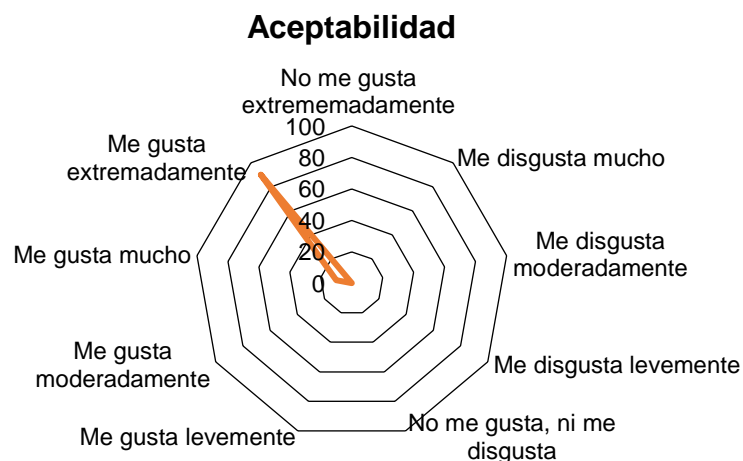 Aceptabilidad
No me gusta
extrememadamente
Me disgusta mucho
Me disgusta
moderadamente
Me disgusta levemente
No me gusta, ni me
disgusta
Me gusta levemente
Me gusta
moderadamente
Me gusta mucho
Me gusta
extremadamente
100
80
60
40
20
0